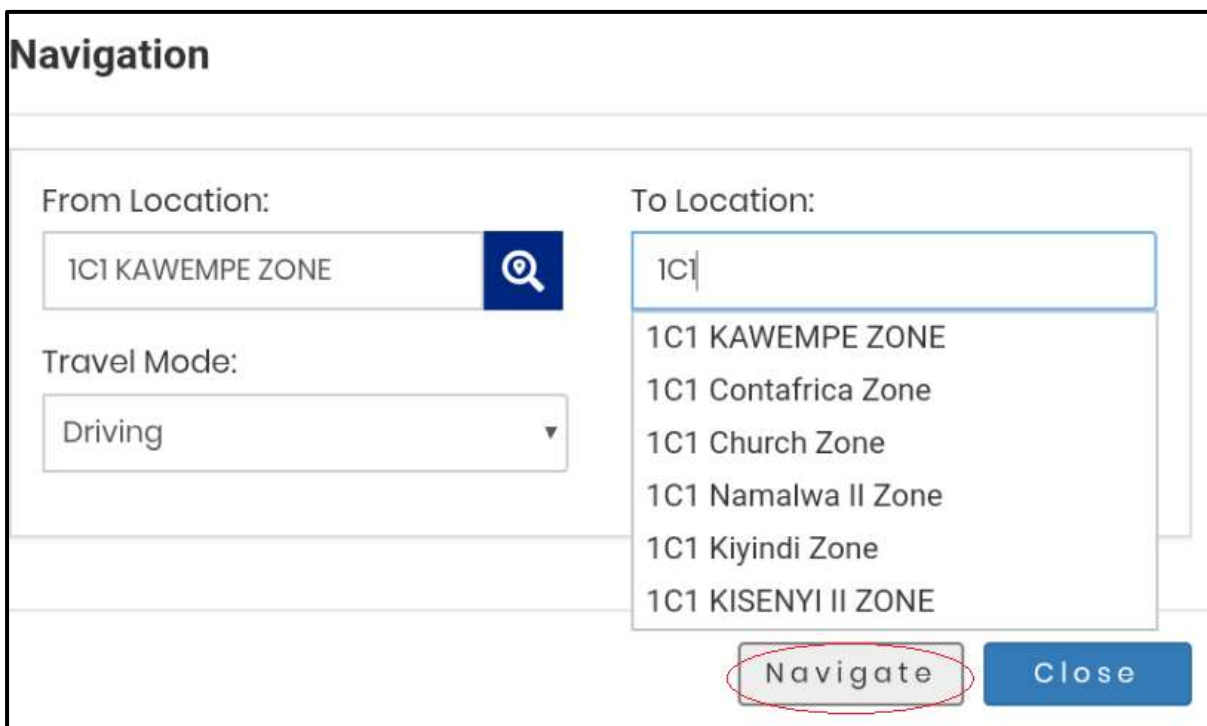 Navigation
From Location:
1C1 KAWEMPE ZONE
Travel Mode:
Driving
To Location:
1C1
1C1 KAWEMPE ZONE
1C1 Contafrica Zone
1C1 Church Zone
1C1 Namalwa II Zone
1C1 Kiyindi Zone
1C1 KISENYI II ZONE
Navigate
Close